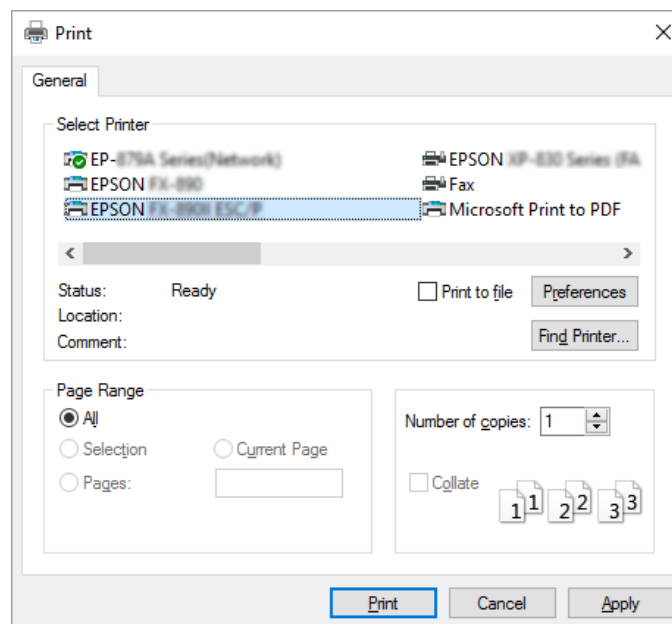 Print
General
Select Printer
EP-
EPSON
EPSON
EPSON
Fax
Microsoft Print to PDF
Status: Ready
Location:
Comment:
Print to file
Preferences
Find Printer...
Page Range
All
Selection
Current Page
Pages:
Number of copies: 1
Collate
1 1 2 2 3 3
Print
Cancel
Apply